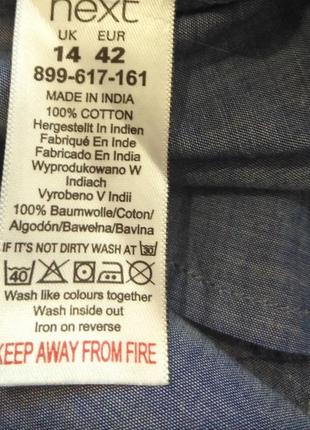 next
UK EUR
14 42
899-617-161
MADE IN INDIA
100% COTTON
Hergestellt In Indien
Fabriqué En Inde
Fabricado En India
Wyprodukowano W
Indiach
Vyrobeno V Indii
100% Baumwolle/Coton/
Algodón/Bawełna/Bavlna
IF IT'S NOT DIRTY WASH AT 30
40
Wash like colours together
Wash inside out
Iron on reverse
KEEP AWAY FROM FIRE